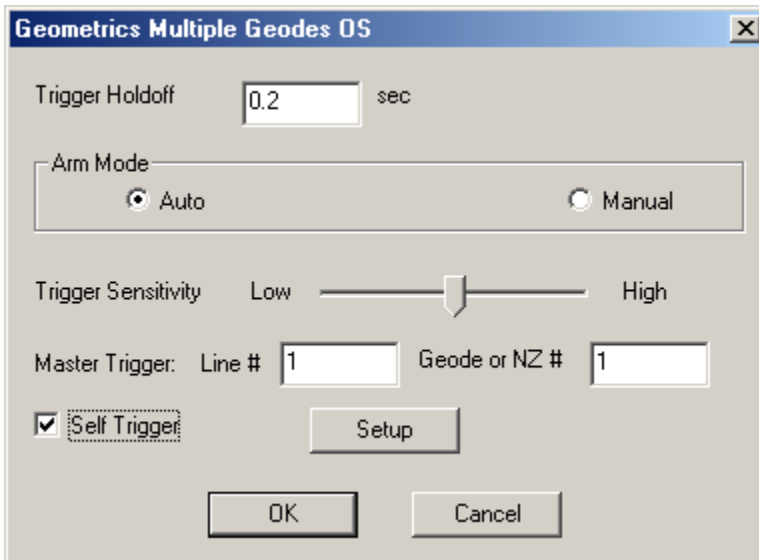 Geometrics Multiple Geodes OS
Trigger Holdoff 0.2 sec
Arm Mode
Auto Manual
Trigger Sensitivity Low High
Master Trigger: Line # 1 Geode or NZ # 1
Self Trigger Setup
OK Cancel